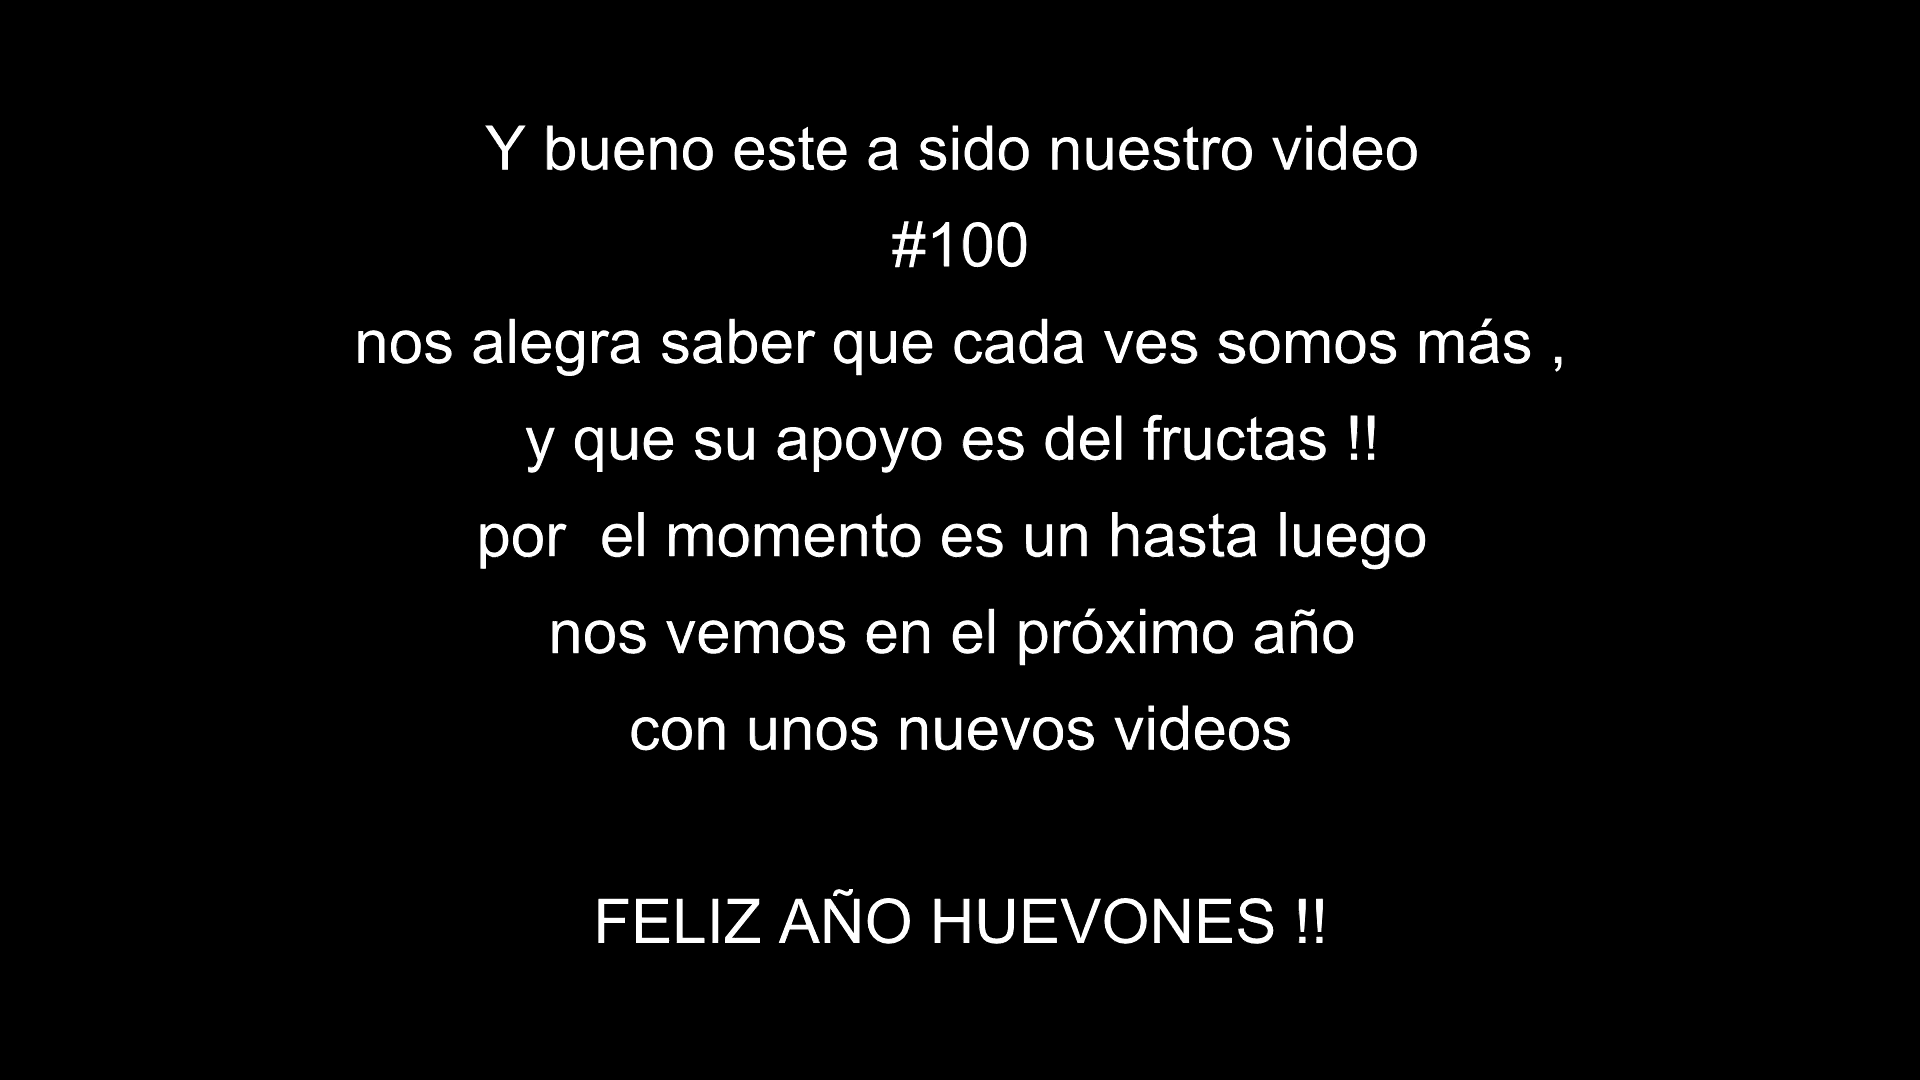 Y bueno este a sido nuestro video
#100
nos alegra saber que cada ves somos más ,
y que su apoyo es del fructas !!
por  el momento es un hasta luego
nos vemos en el próximo año
con unos nuevos videos
FELIZ AÑO HUEVONES !!